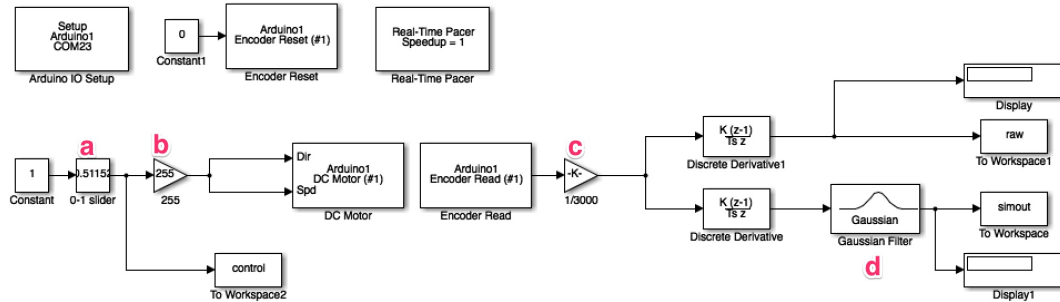 Setup
Arduino1
COM23
Arduino IO Setup
0
Constant1
Arduino1
Encoder Reset (#1)
Encoder Reset
Real-Time Pacer
Speedup = 1
Real-Time Pacer
a
b
c
d
1
Constant
0.51152
0-1 slider
255
255
Dir
Spd
Arduino1
DC Motor (#1)
DC Motor
Arduino1
Encoder Read (#1)
Encoder Read
-K-
1/3000
K (z-1)
Ts z
Discrete Derivative1
K (z-1)
Ts z
Discrete Derivative
Gaussian
Gaussian Filter
Display
raw
To Workspace1
simout
To Workspace
Display1
control
To Workspace2